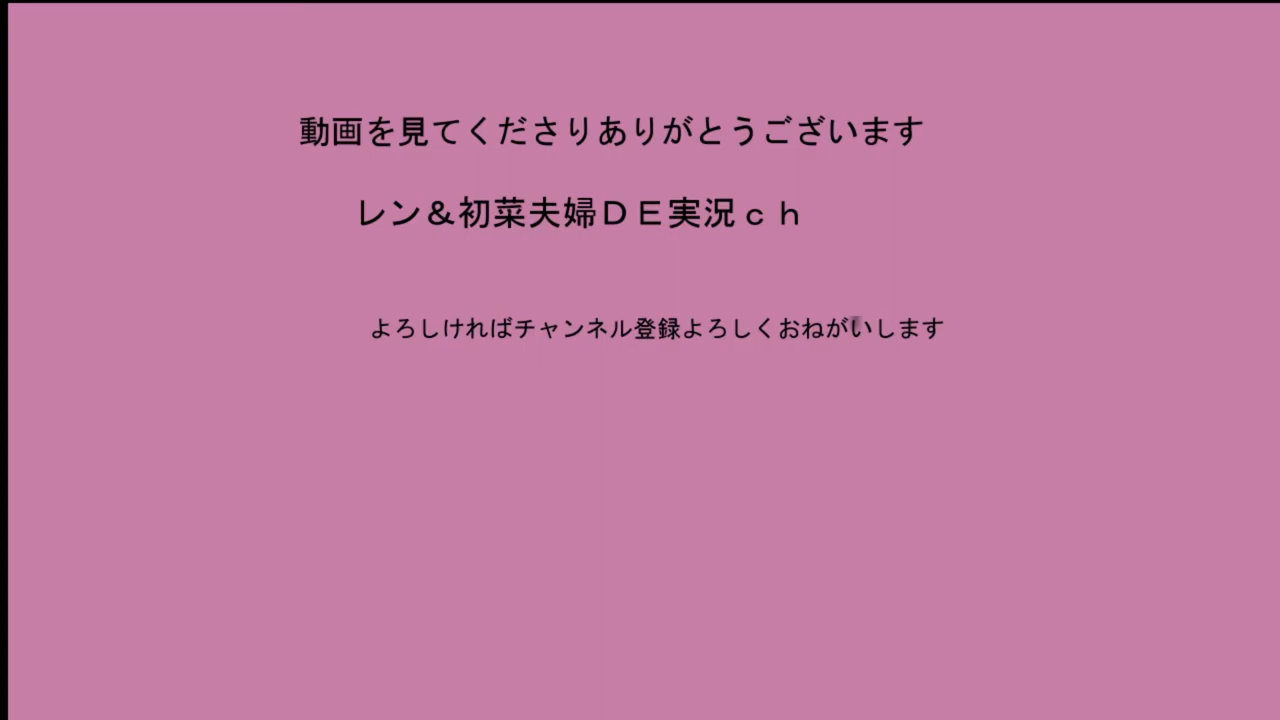 動画を見てくださりありがとうございます
レン＆初菜夫婦ＤＥ実況ｃｈ
よろしければチャンネル登録よろしくおねがいします